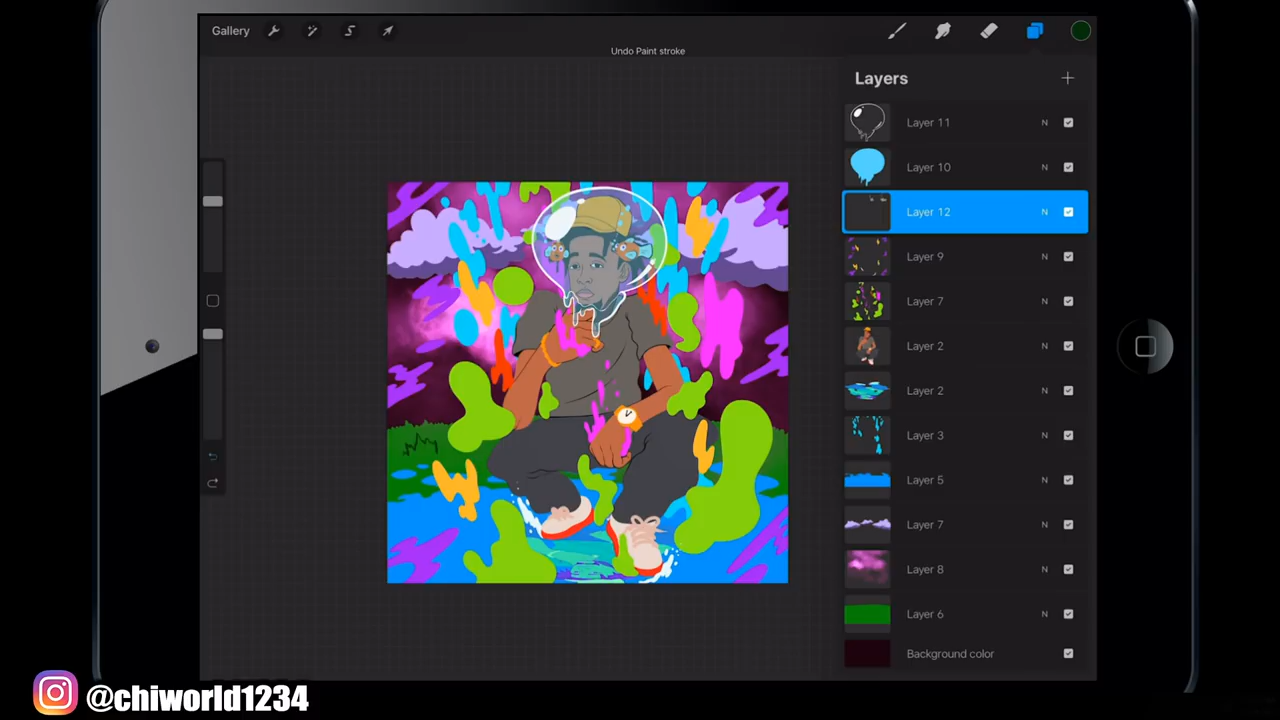 Gallery
Undo Paint stroke
Layers
Layer 11 N
Layer 10 N
Layer 12 N
Layer 9 N
Layer 7 N
Layer 2 N
Layer 2 N
Layer 3 N
Layer 5 N
Layer 7 N
Layer 8 N
Layer 6 N
Background color
@chiworld1234